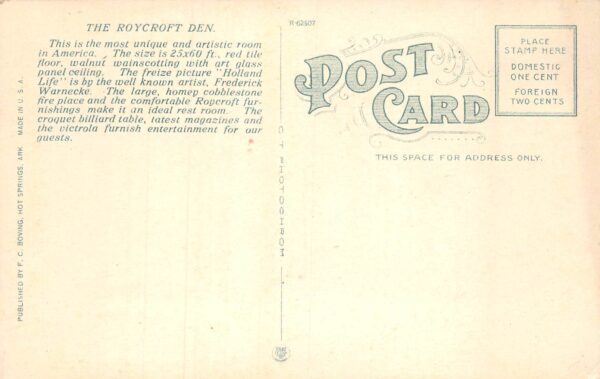 THE ROYCROFT DEN.
This is the most unique and artistic room
in America. The size is 25x60 ft., red tile
floor, walnut wainscotting with art glass
panel ceiling. The freize picture "Holland
Life" is by the well known artist, Frederick
Warnecke. The large, homey cobblestone
fire place and the comfortable Roycroft fur-
nishings make it an ideal rest room. The
croquet billiard table, latest magazines and
the victrola furnish entertainment for our
guests.
PUBLISHED BY F. C. BOVING, HOT SPRINGS, ARK. MADE IN U.S.A.
R-62507
POST CARD
PLACE
STAMP HERE
DOMESTIC
ONE CENT
FOREIGN
TWO CENTS
THIS SPACE FOR ADDRESS ONLY.